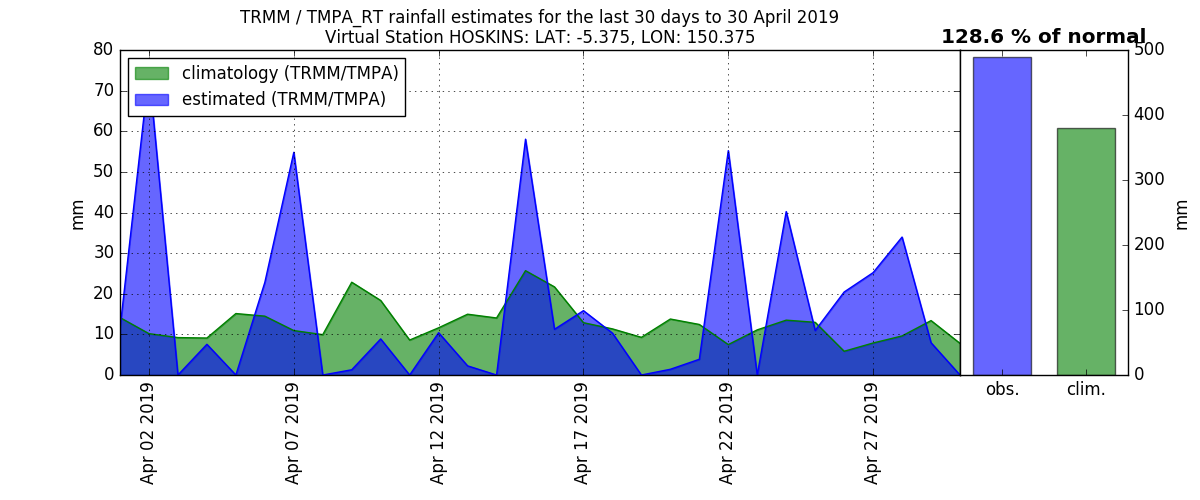 TRMM / TMPA_RT rainfall estimates for the last 30 days to 30 April 2019
Virtual Station HOSKINS: LAT: -5.375, LON: 150.375
128.6 % of normal
climatology (TRMM/TMPA)
estimated (TRMM/TMPA)
mm
80
70
60
50
40
30
20
10
0
Apr 02 2019
Apr 07 2019
Apr 12 2019
Apr 17 2019
Apr 22 2019
Apr 27 2019
obs.
clim.
500
400
300
200
100
0
mm